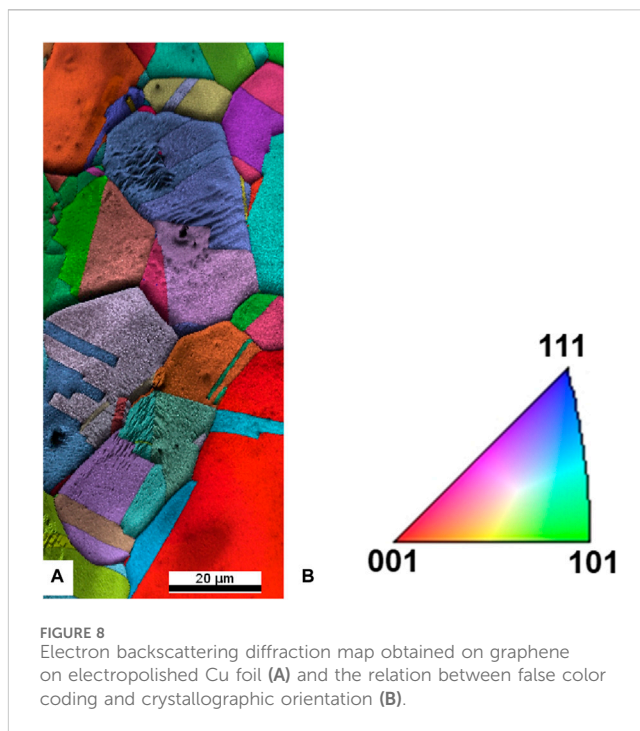 111
001
101
A
20 µm
B
FIGURE 8
Electron backscattering diffraction map obtained on graphene
on electropolished Cu foil (A) and the relation between false color
coding and crystallographic orientation (B).